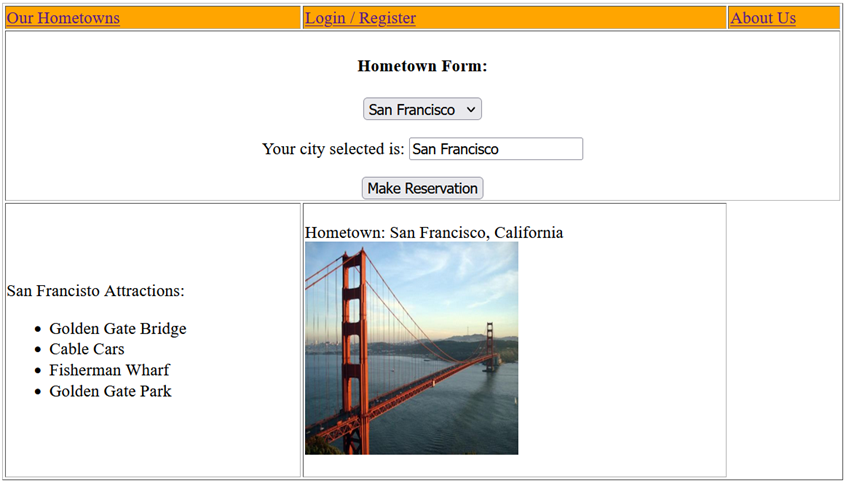 Our Hometowns Login / Register About Us
Hometown Form:
San Francisco
Your city selected is: San Francisco
Make Reservation
San Francisto Attractions:
Golden Gate Bridge
Cable Cars
Fisherman Wharf
Golden Gate Park
Hometown: San Francisco, California